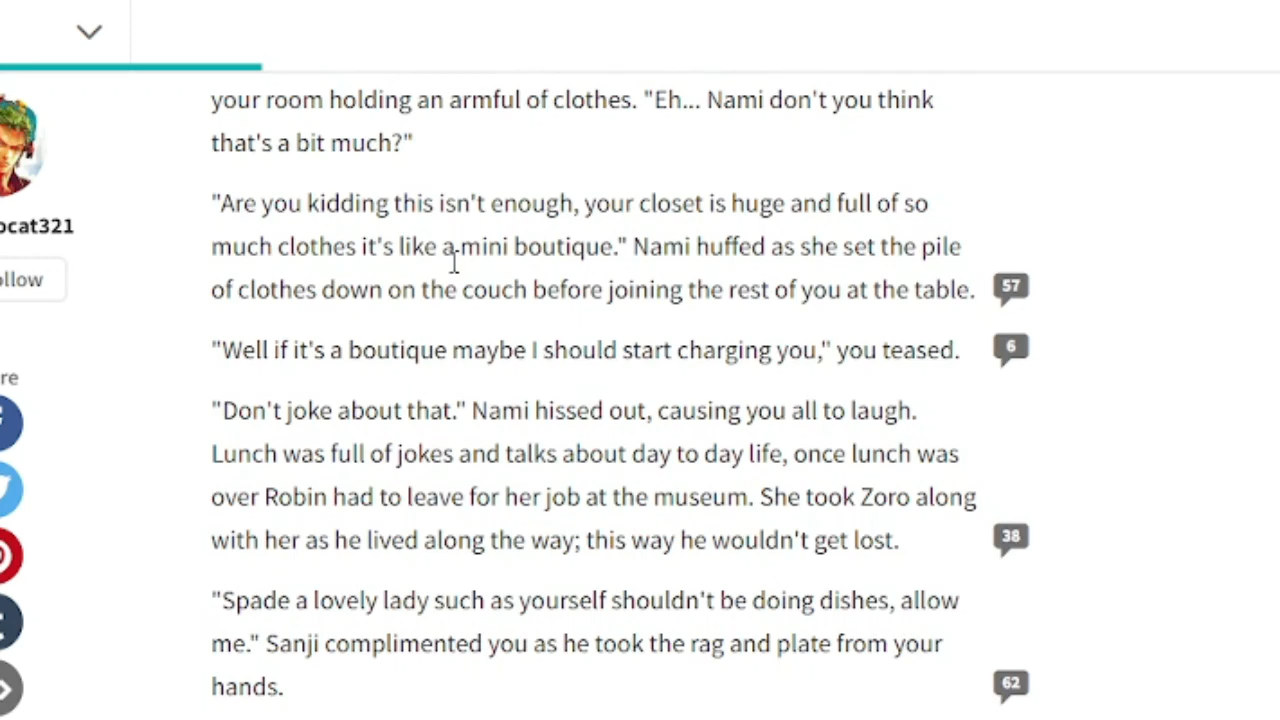 your room holding an armful of clothes. "Eh... Nami don't you think
that's a bit much?"
"Are you kidding this isn't enough, your closet is huge and full of so
much clothes it's like a mini boutique." Nami huffed as she set the pile
of clothes down on the couch before joining the rest of you at the table.
57
"Well if it's a boutique maybe I should start charging you," you teased.
6
"Don't joke about that." Nami hissed out, causing you all to laugh.
Lunch was full of jokes and talks about day to day life, once lunch was
over Robin had to leave for her job at the museum. She took Zoro along
with her as he lived along the way; this way he wouldn't get lost.
38
"Spade a lovely lady such as yourself shouldn't be doing dishes, allow
me." Sanji complimented you as he took the rag and plate from your
hands.
62
ocat321
ollow
re